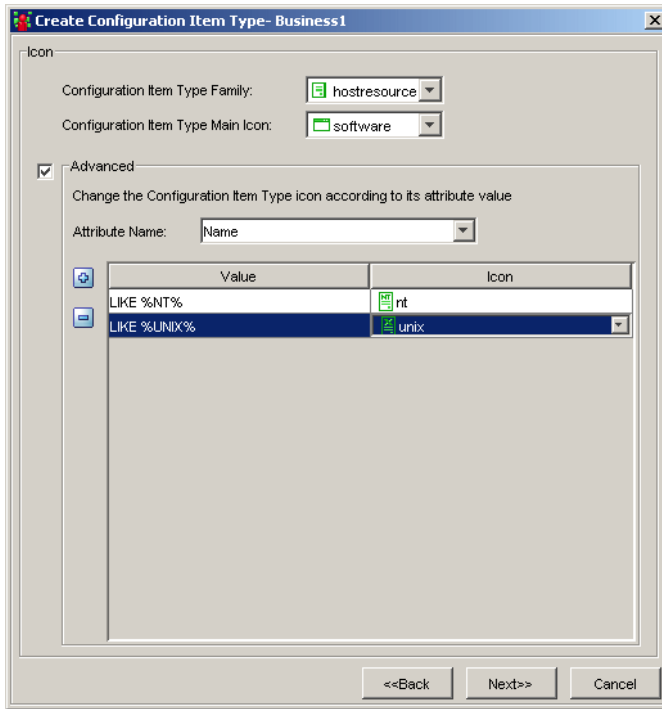 Create Configuration Item Type- Business1
Icon
Configuration Item Type Family: hostresource
Configuration Item Type Main Icon: software
Advanced
Change the Configuration Item Type icon according to its attribute value
Attribute Name: Name
Value Icon
LIKE %NT% nt
LIKE %UNIX% unix
<<Back Next>> Cancel